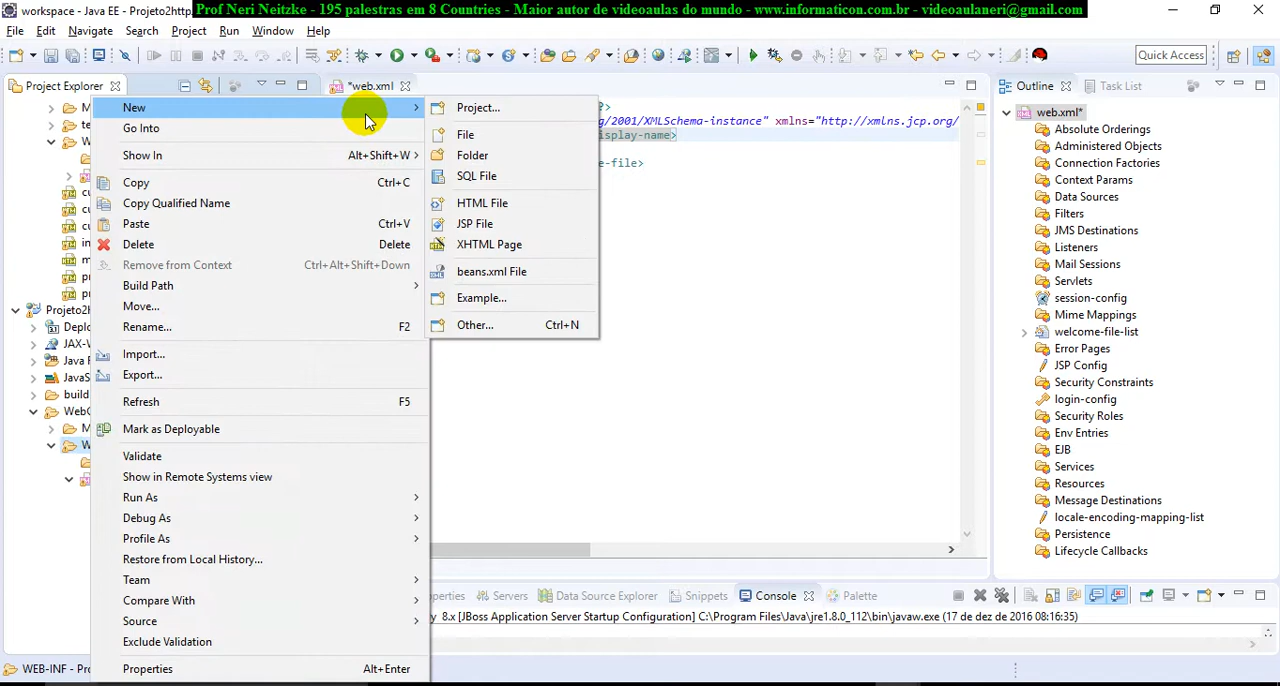 workspace - Java EE - Projeto2http
Prof Neri Neitzke - 195 palestras em 8 Countries - Maior autor de videoaulas do mundo - www.informaticon.com.br - videoaulaneri@gmail.com
File Edit Navigate Search Project Run Window Help
Quick Access
Project Explorer
*web.xml
Outline
Task List
New
Go Into
Show In Alt+Shift+W
Copy Ctrl+C
Copy Qualified Name
Paste Ctrl+V
Delete Delete
Remove from Context Ctrl+Alt+Shift+Down
Build Path
Move...
Rename... F2
Import...
Export...
Refresh F5
Mark as Deployable
Validate
Show in Remote Systems view
Run As
Debug As
Profile As
Restore from Local History...
Team
Compare With
Source
Exclude Validation
Properties Alt+Enter
Project...
File
Folder
SQL File
HTML File
JSP File
XHTML Page
beans.xml File
Example...
Other... Ctrl+N
?>
g/2001/XMLSchema-instance" xmlns="http://xmlns.jcp.org/
isplay-name>
e-file>
Deplo
JAX-W
Java R
JavaS
build
WebC
web.xml*
Absolute Orderings
Administered Objects
Connection Factories
Context Params
Data Sources
Filters
JMS Destinations
Listeners
Mail Sessions
Servlets
session-config
Mime Mappings
welcome-file-list
Error Pages
JSP Config
Security Constraints
login-config
Security Roles
Env Entries
EJB
Services
Resources
Message Destinations
locale-encoding-mapping-list
Persistence
Lifecycle Callbacks
operties
Servers
Data Source Explorer
Snippets
Console
Palette
8.x [JBoss Application Server Startup Configuration] C:\Program Files\Java\jre1.8.0_112\bin\javaw.exe (17 de dez de 2016 08:16:35)
WEB-INF - Pro